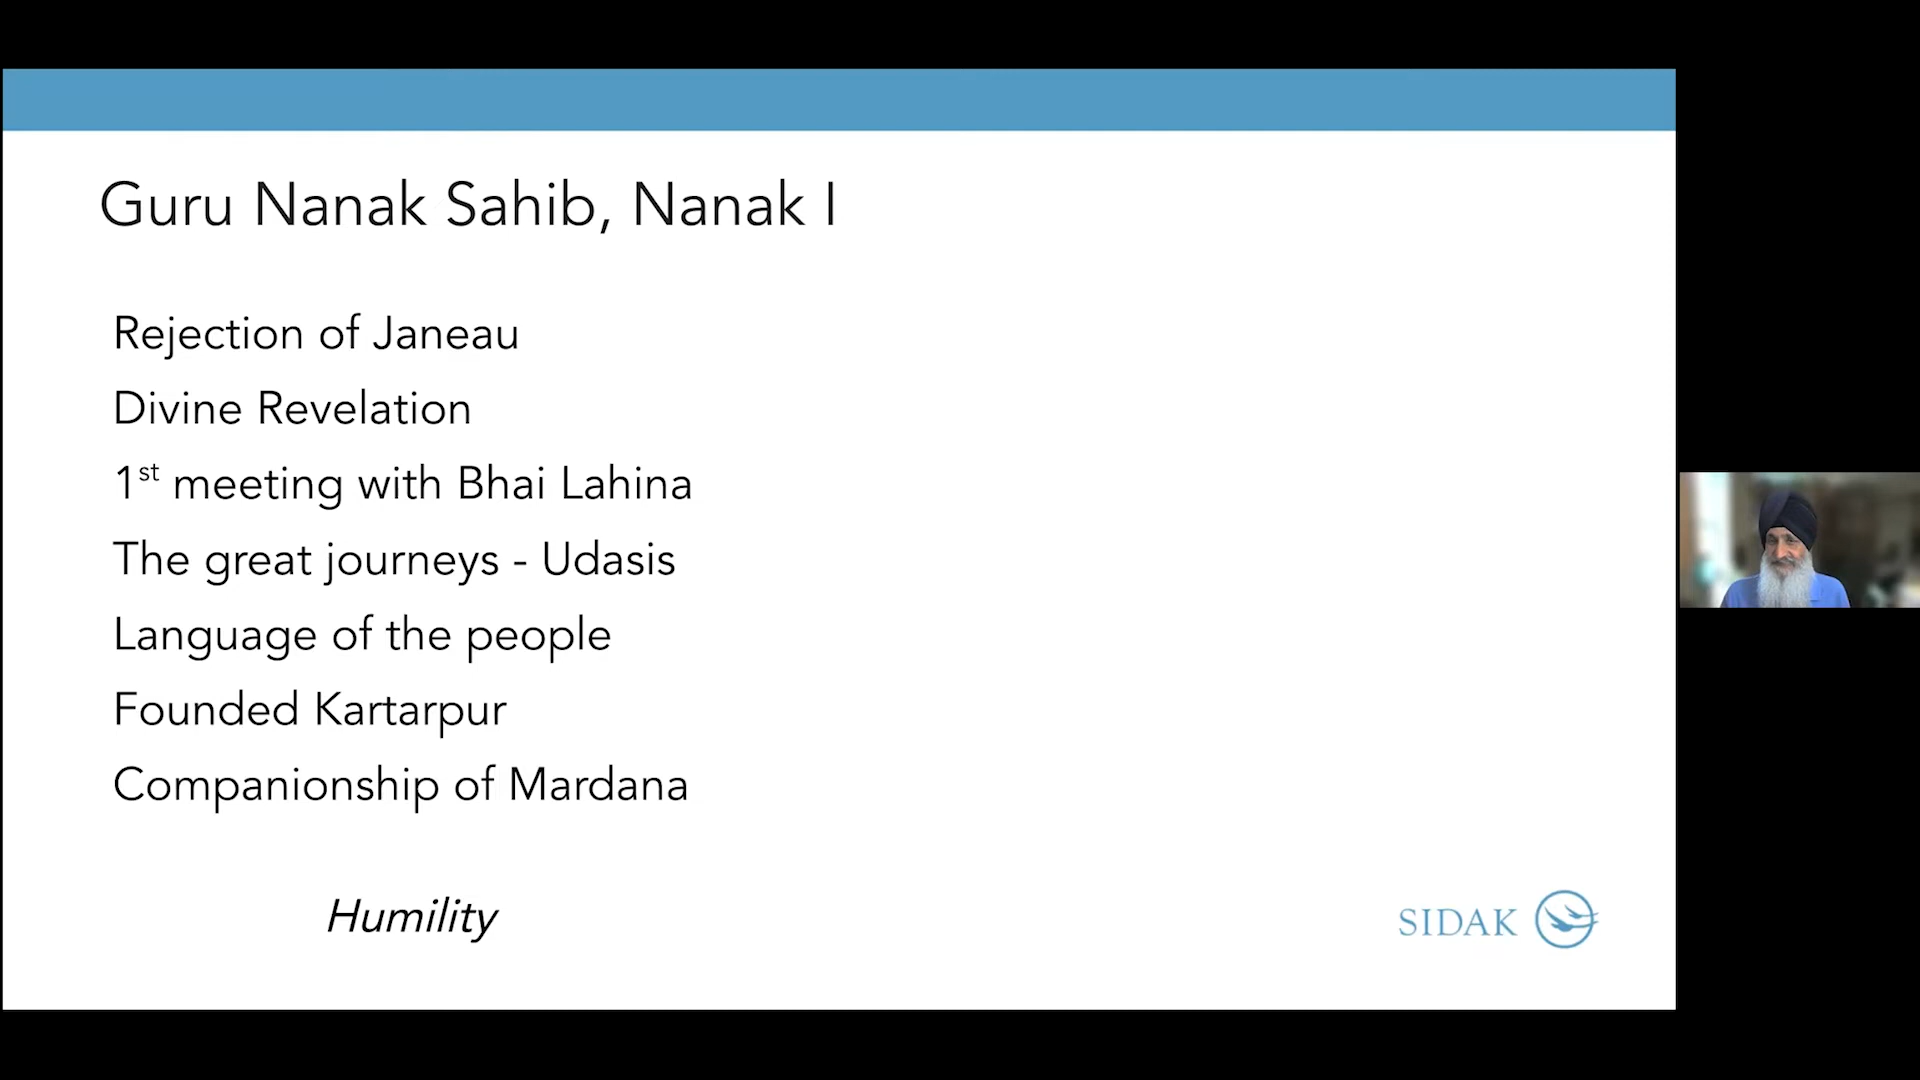 Guru Nanak Sahib, Nanak I
Rejection of Janeau
Divine Revelation
1st meeting with Bhai Lahina
The great journeys - Udasis
Language of the people
Founded Kartarpur
Companionship of Mardana
Humility
SIDAK